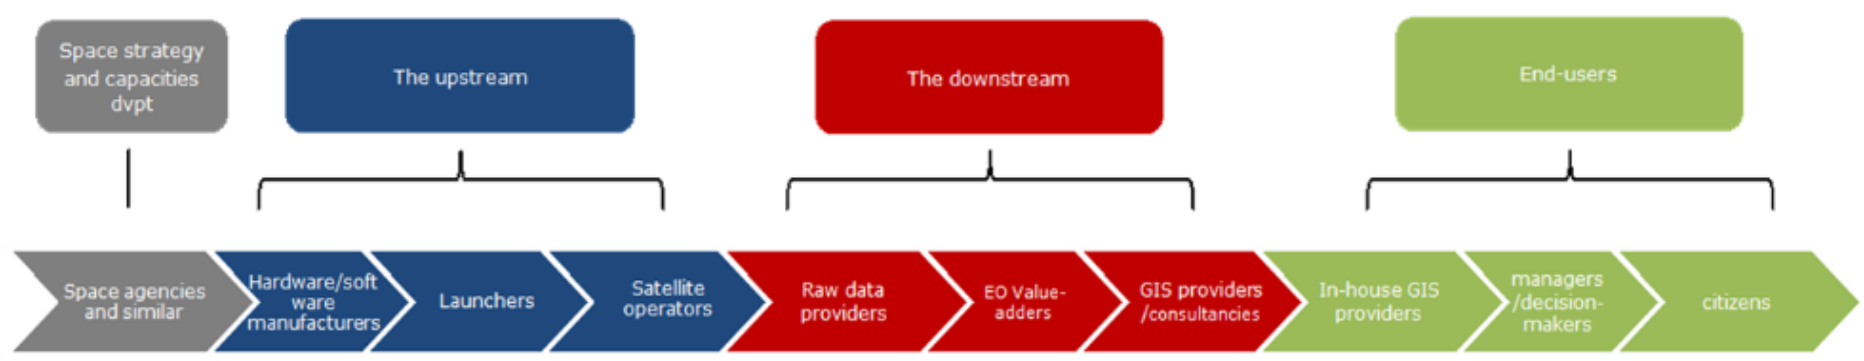 Space strategy
and capacities
dvpt
The upstream
The downstream
End-users
Space agencies
and similar
Hardware/soft
ware
manufacturers
Launchers
Satellite
operators
Raw data
providers
EO Value-
adders
GIS providers
/consultancies
In-house GIS
providers
managers
/decision-
makers
citizens